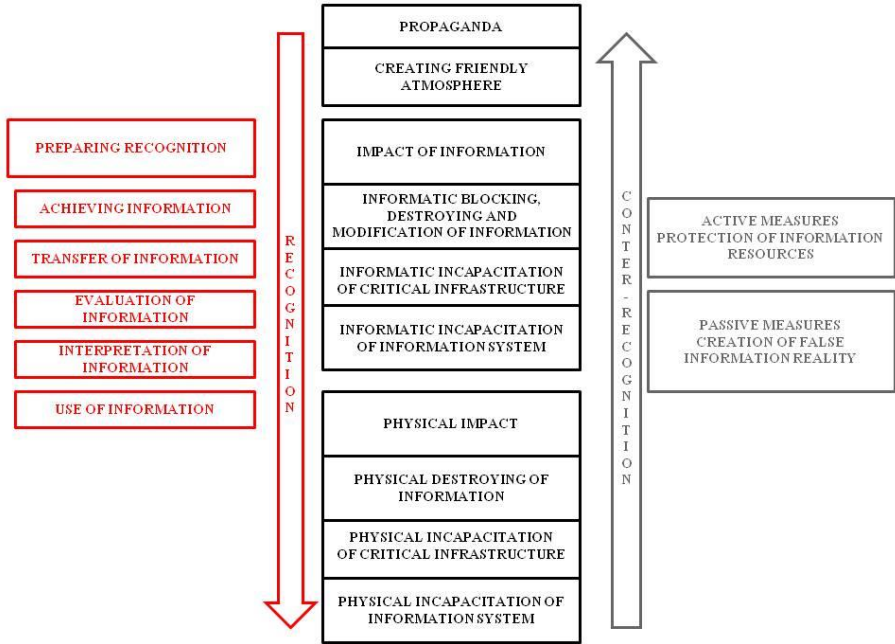 PROPAGANDA
CREATING FRIENDLY
ATMOSPHERE
PREPARING RECOGNITION
ACHIEVING INFORMATION
TRANSFER OF INFORMATION
EVALUATION OF
INFORMATION
INTERPRETATION OF
INFORMATION
USE OF INFORMATION
RECOGNITION
IMPACT OF INFORMATION
INFORMATIC BLOCKING,
DESTROYING AND
MODIFICATION OF INFORMATION
INFORMATIC INCAPACITATION
OF CRITICAL INFRASTRUCTURE
INFORMATIC INCAPACITATION
OF INFORMATION SYSTEM
PHYSICAL IMPACT
PHYSICAL DESTROYING OF
INFORMATION
PHYSICAL INCAPACITATION
OF CRITICAL INFRASTRUCTURE
PHYSICAL INCAPACITATION OF
INFORMATION SYSTEM
CONTER-RECOGNITION
ACTIVE MEASURES
PROTECTION OF INFORMATION
RESOURCES
PASSIVE MEASURES
CREATION OF FALSE
INFORMATION REALITY